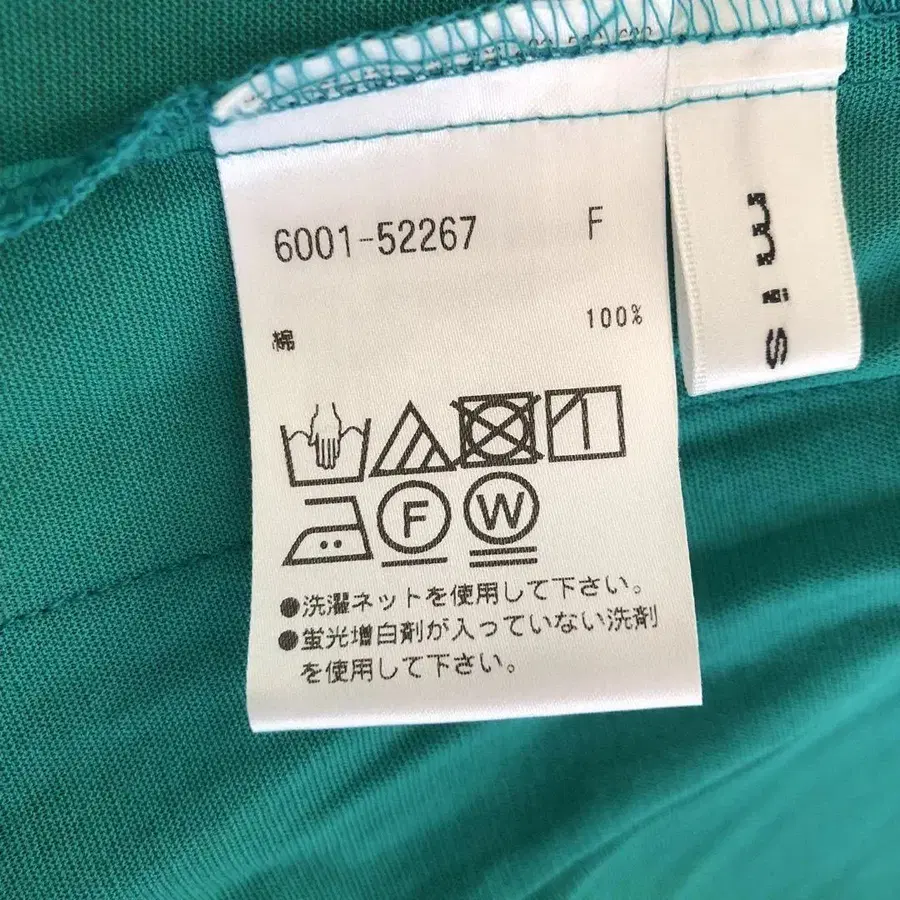 6001-52267 F
綿 100%
F W
●洗濯ネットを使用して下さい。
●蛍光増白剤が入っていない洗剤
を使用して下さい。